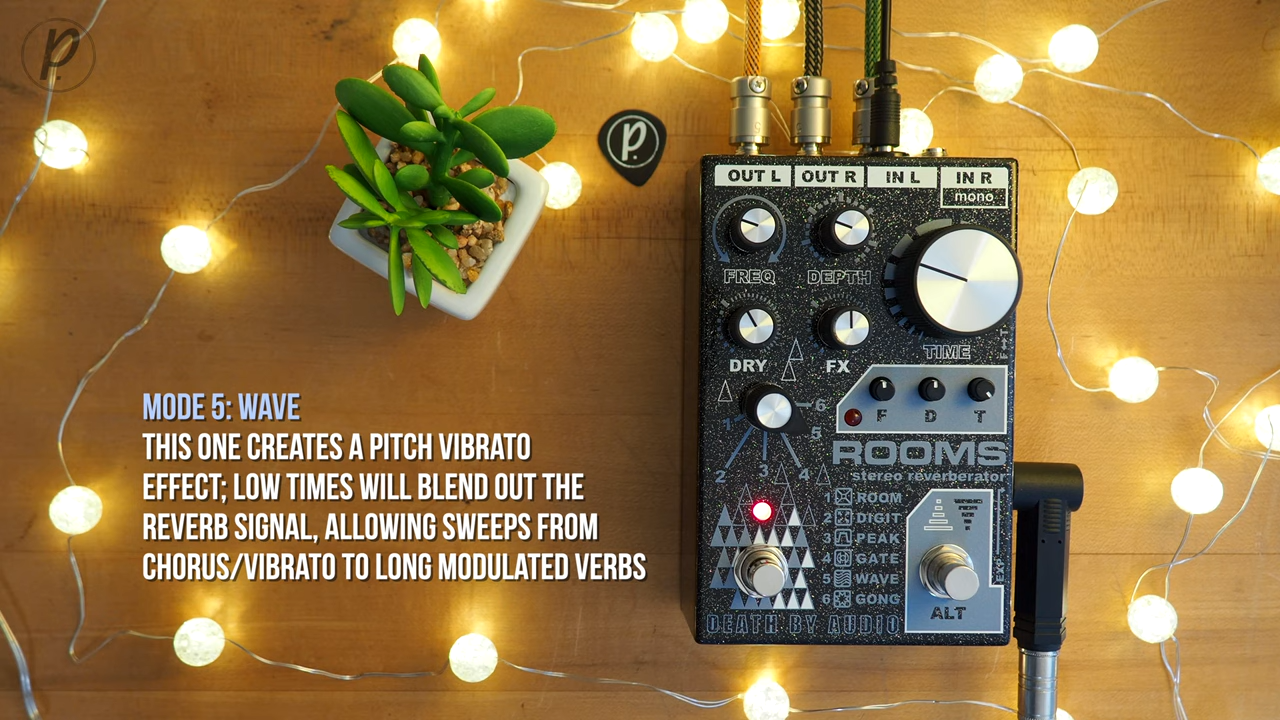 p.
p.
MODE 5: WAVE
THIS ONE CREATES A PITCH VIBRATO
EFFECT; LOW TIMES WILL BLEND OUT THE
REVERB SIGNAL, ALLOWING SWEEPS FROM
CHORUS/VIBRATO TO LONG MODULATED VERBS
OUT L OUT R IN L IN R
mono
FREQ DEPTH
TIME
F↔T
DRY FX
F D T
1 2 3 4 5 6
ROOMS
stereo reverberator
1 ROOM
2 DIGIT
3 PEAK
4 GATE
5 WAVE
6 GONG
EXP
ALT
DEATH BY AUDIO